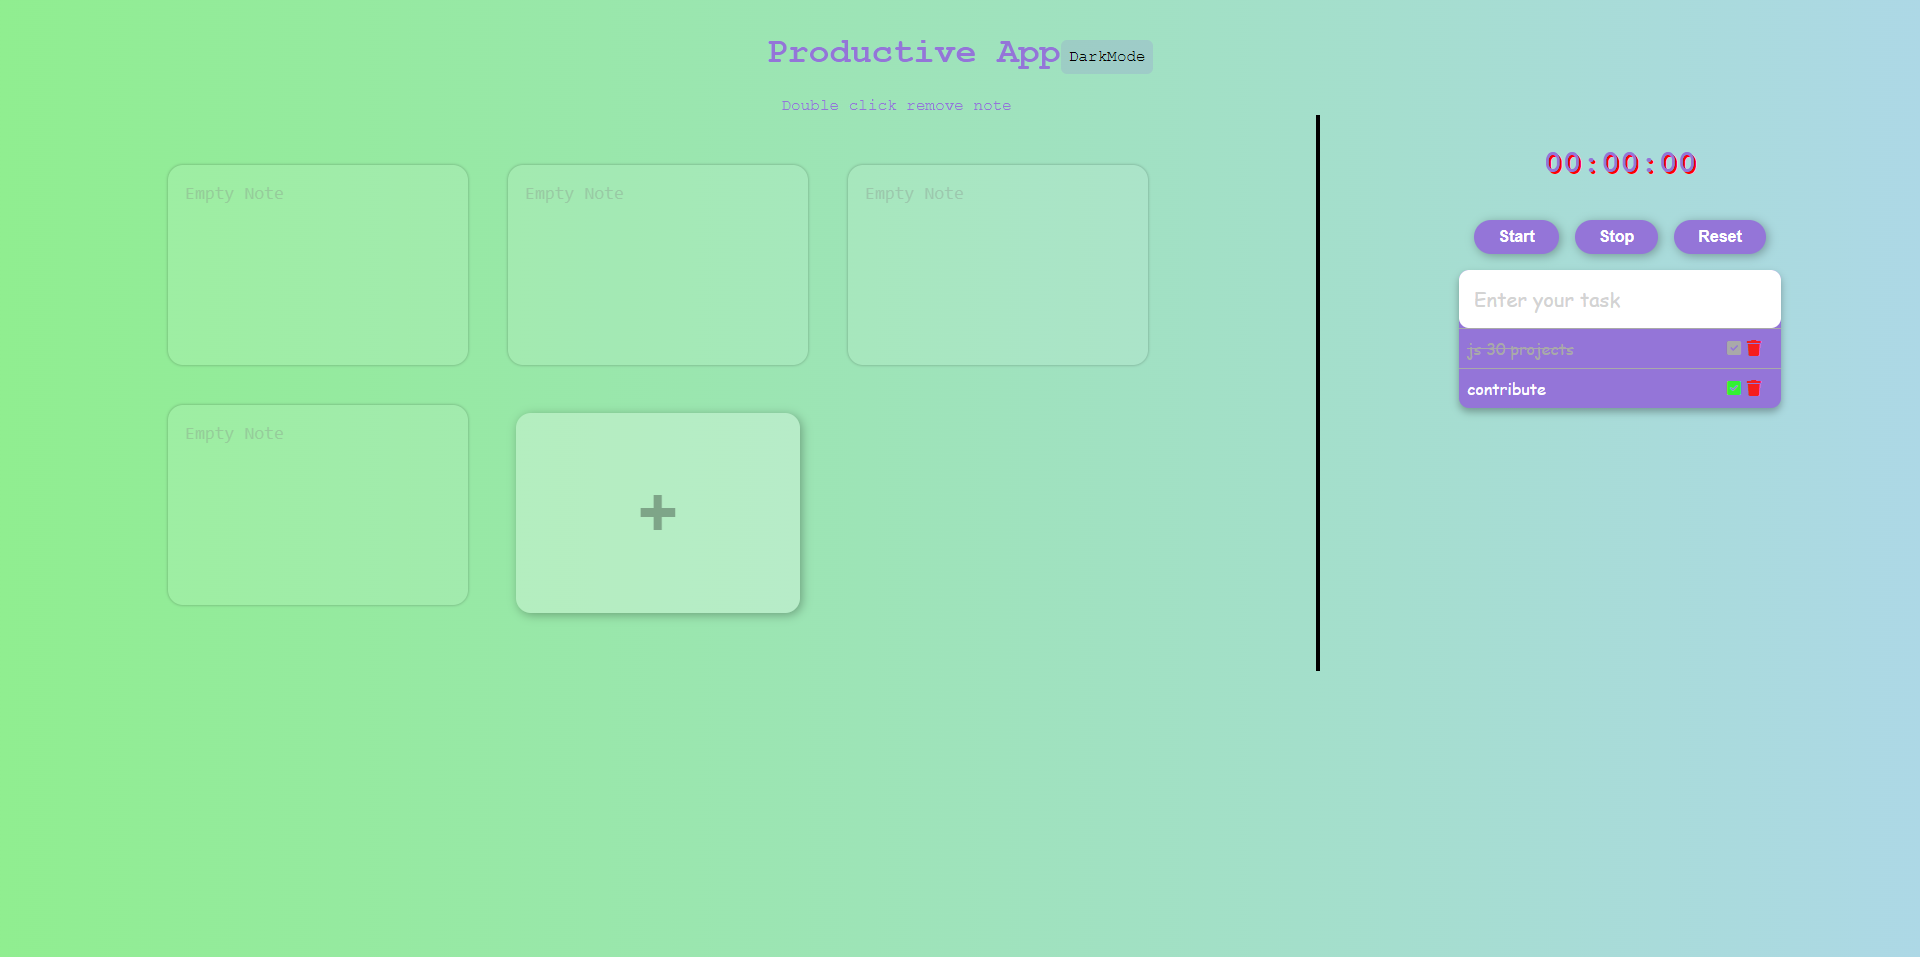 Productive App DarkMode
Double click remove note
Empty Note
Empty Note
Empty Note
Empty Note
+
00:00:00
Start Stop Reset
Enter your task
js 30 projects
contribute